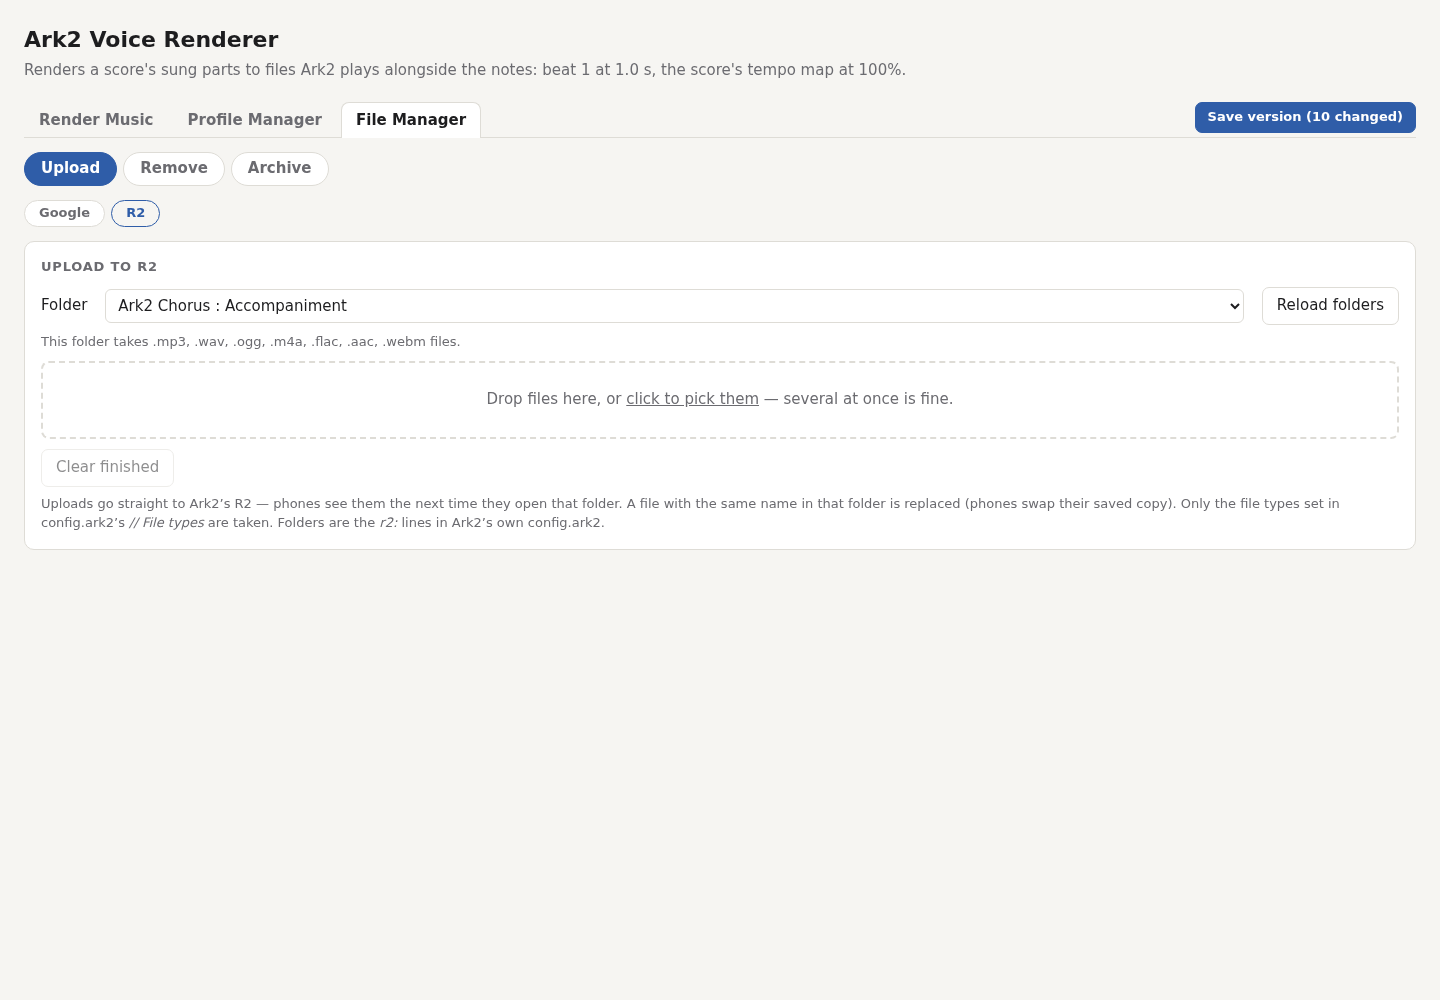 Ark2 Voice Renderer
Renders a score's sung parts to files Ark2 plays alongside the notes: beat 1 at 1.0 s, the score's tempo map at 100%.
Render Music
Profile Manager
File Manager
Save version (10 changed)
Upload
Remove
Archive
Google
R2
UPLOAD TO R2
Folder
Ark2 Chorus : Accompaniment
Reload folders
This folder takes .mp3, .wav, .ogg, .m4a, .flac, .aac, .webm files.
Drop files here, or click to pick them — several at once is fine.
Clear finished
Uploads go straight to Ark2’s R2 — phones see them the next time they open that folder. A file with the same name in that folder is replaced (phones swap their saved copy). Only the file types set in
config.ark2’s // File types are taken. Folders are the r2: lines in Ark2’s own config.ark2.